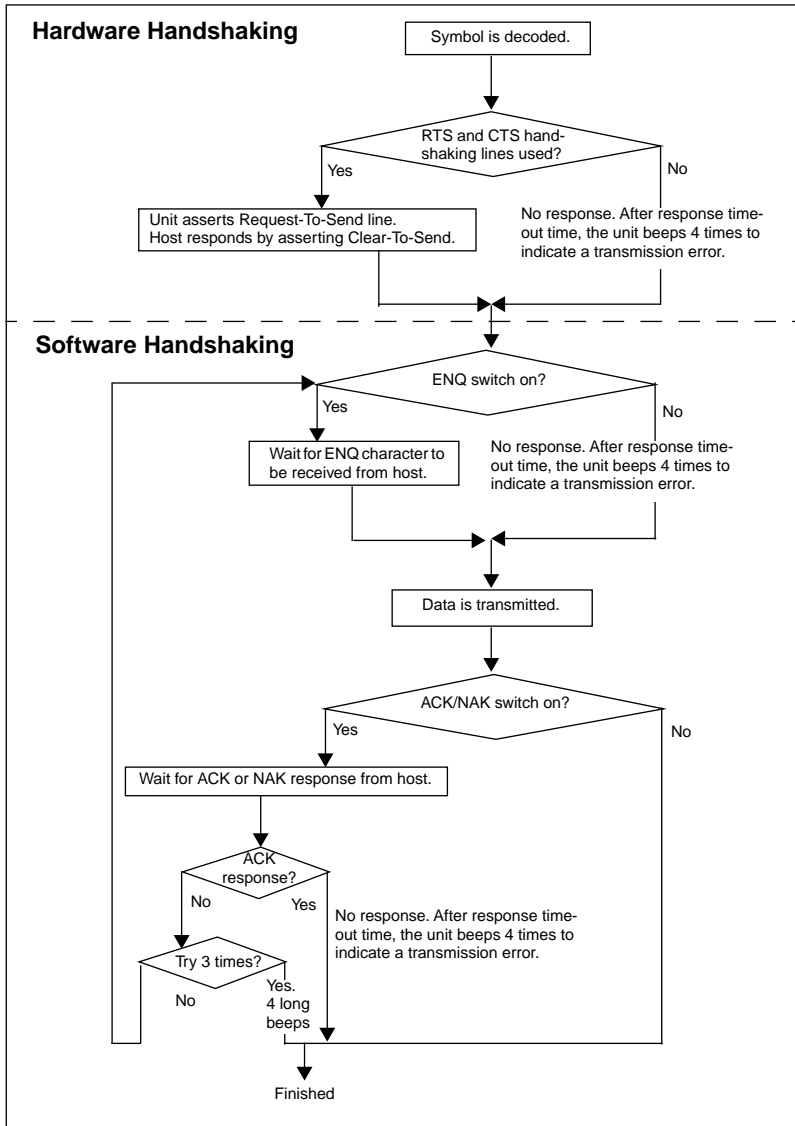 Hardware Handshaking
Symbol is decoded.
RTS and CTS hand-
shaking lines used?
Yes
No
Unit asserts Request-To-Send line.
Host responds by asserting Clear-To-Send.
No response. After response time-
out time, the unit beeps 4 times to
indicate a transmission error.
Software Handshaking
ENQ switch on?
Yes
No
Wait for ENQ character to
be received from host.
No response. After response time-
out time, the unit beeps 4 times to
indicate a transmission error.
Data is transmitted.
ACK/NAK switch on?
Yes
No
Wait for ACK or NAK response from host.
ACK
response?
No
Yes
No response. After response time-
out time, the unit beeps 4 times to
indicate a transmission error.
Try 3 times?
No
Yes.
4 long
beeps
Finished